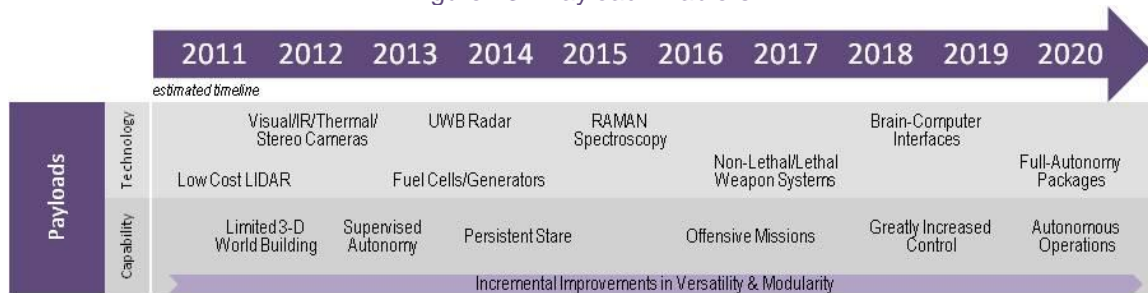 2011 2012 2013 2014 2015 2016 2017 2018 2019 2020
estimated timeline
Payloads
Technology
Visual/IR/Thermal/
Stereo Cameras
UWB Radar
RAMAN
Spectroscopy
Brain-Computer
Interfaces
Low Cost LIDAR
Fuel Cells/Generators
Non-Lethal/Lethal
Weapon Systems
Full-Autonomy
Packages
Capability
Limited 3-D
World Building
Supervised
Autonomy
Persistent Stare
Offensive Missions
Greatly Increased
Control
Autonomous
Operations
Incremental Improvements in Versatility & Modularity